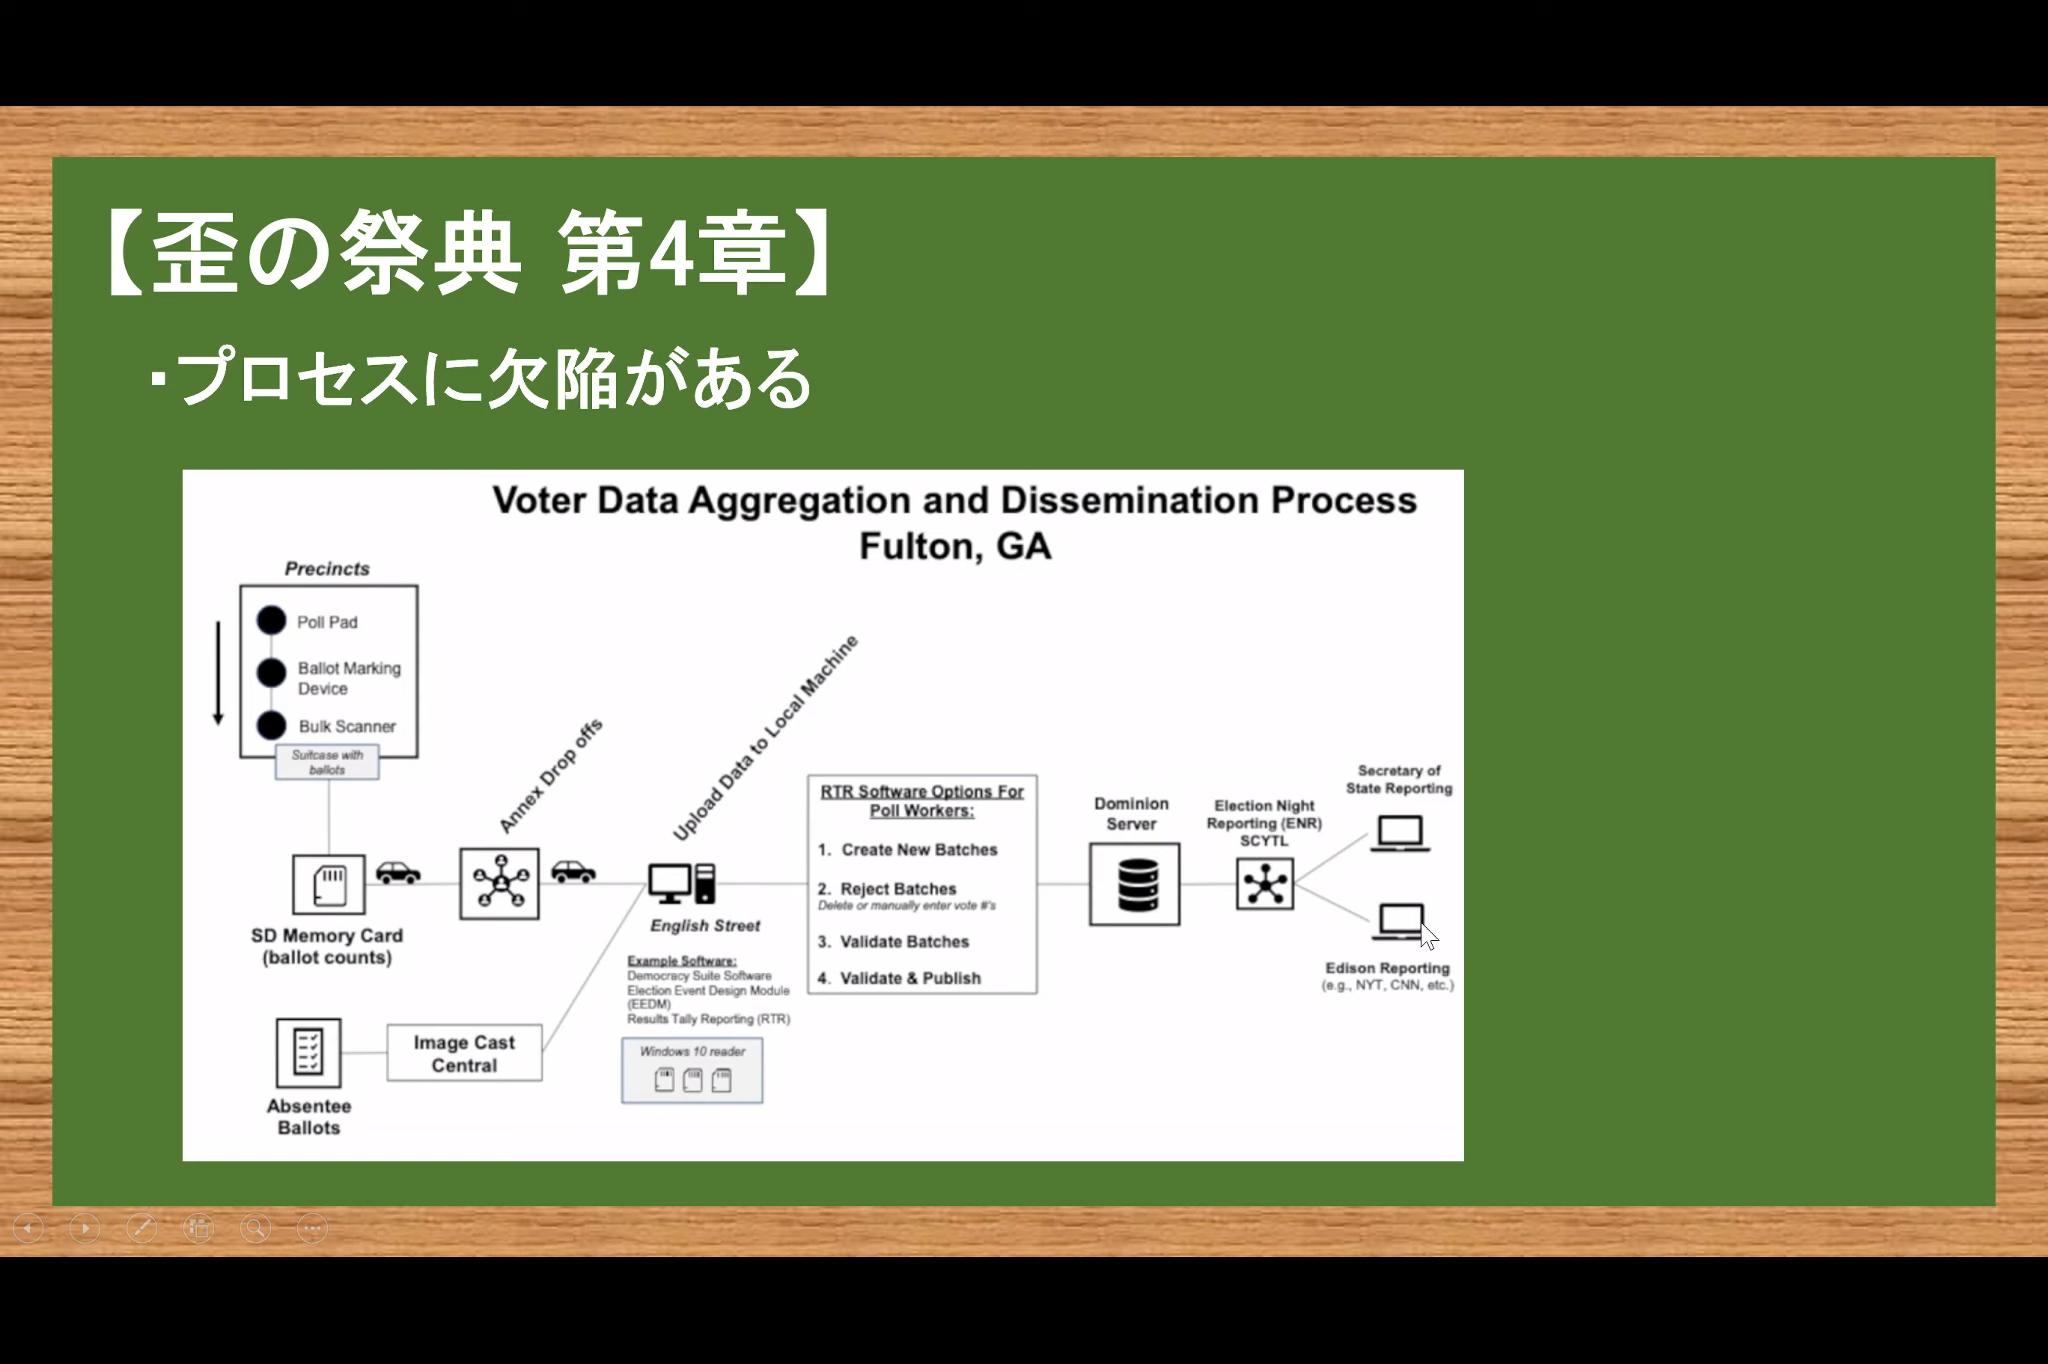 【歪の祭典 第4章】
・プロセスに欠陥がある
Voter Data Aggregation and Dissemination Process
Fulton, GA
Precincts
Poll Pad
Ballot Marking
Device
Bulk Scanner
Suitcase with
ballots
SD Memory Card
(ballot counts)
Annex Drop offs
Upload Data to Local Machine
English Street
Example Software:
Democracy Suite Software
Election Event Design Module
(EEDM)
Results Tally Reporting (RTR)
Windows 10 reader
Absentee
Ballots
Image Cast
Central
RTR Software Options For
Poll Workers:
1. Create New Batches
2. Reject Batches
Delete or manually enter vote #'s
3. Validate Batches
4. Validate & Publish
Dominion
Server
Election Night
Reporting (ENR)
SCYTL
Secretary of
State Reporting
Edison Reporting
(e.g., NYT, CNN, etc.)